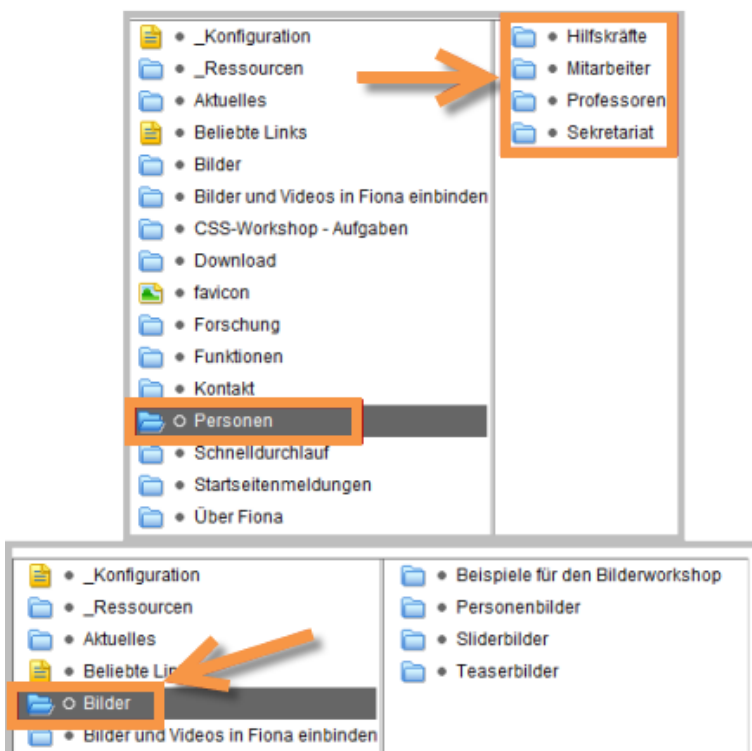 _Konfiguration
_Ressourcen
Aktuelles
Beliebte Links
Bilder
Bilder und Videos in Fiona einbinden
CSS-Workshop - Aufgaben
Download
favicon
Forschung
Funktionen
Kontakt
Personen
Schnelldurchlauf
Startseitenmeldungen
Über Fiona
Hilfskräfte
Mitarbeiter
Professoren
Sekretariat
_Konfiguration
_Ressourcen
Aktuelles
Beliebte
Bilder
Bilder und Videos in Fiona einbinden
Beispiele für den Bilderworkshop
Personenbilder
Sliderbilder
Teaserbilder